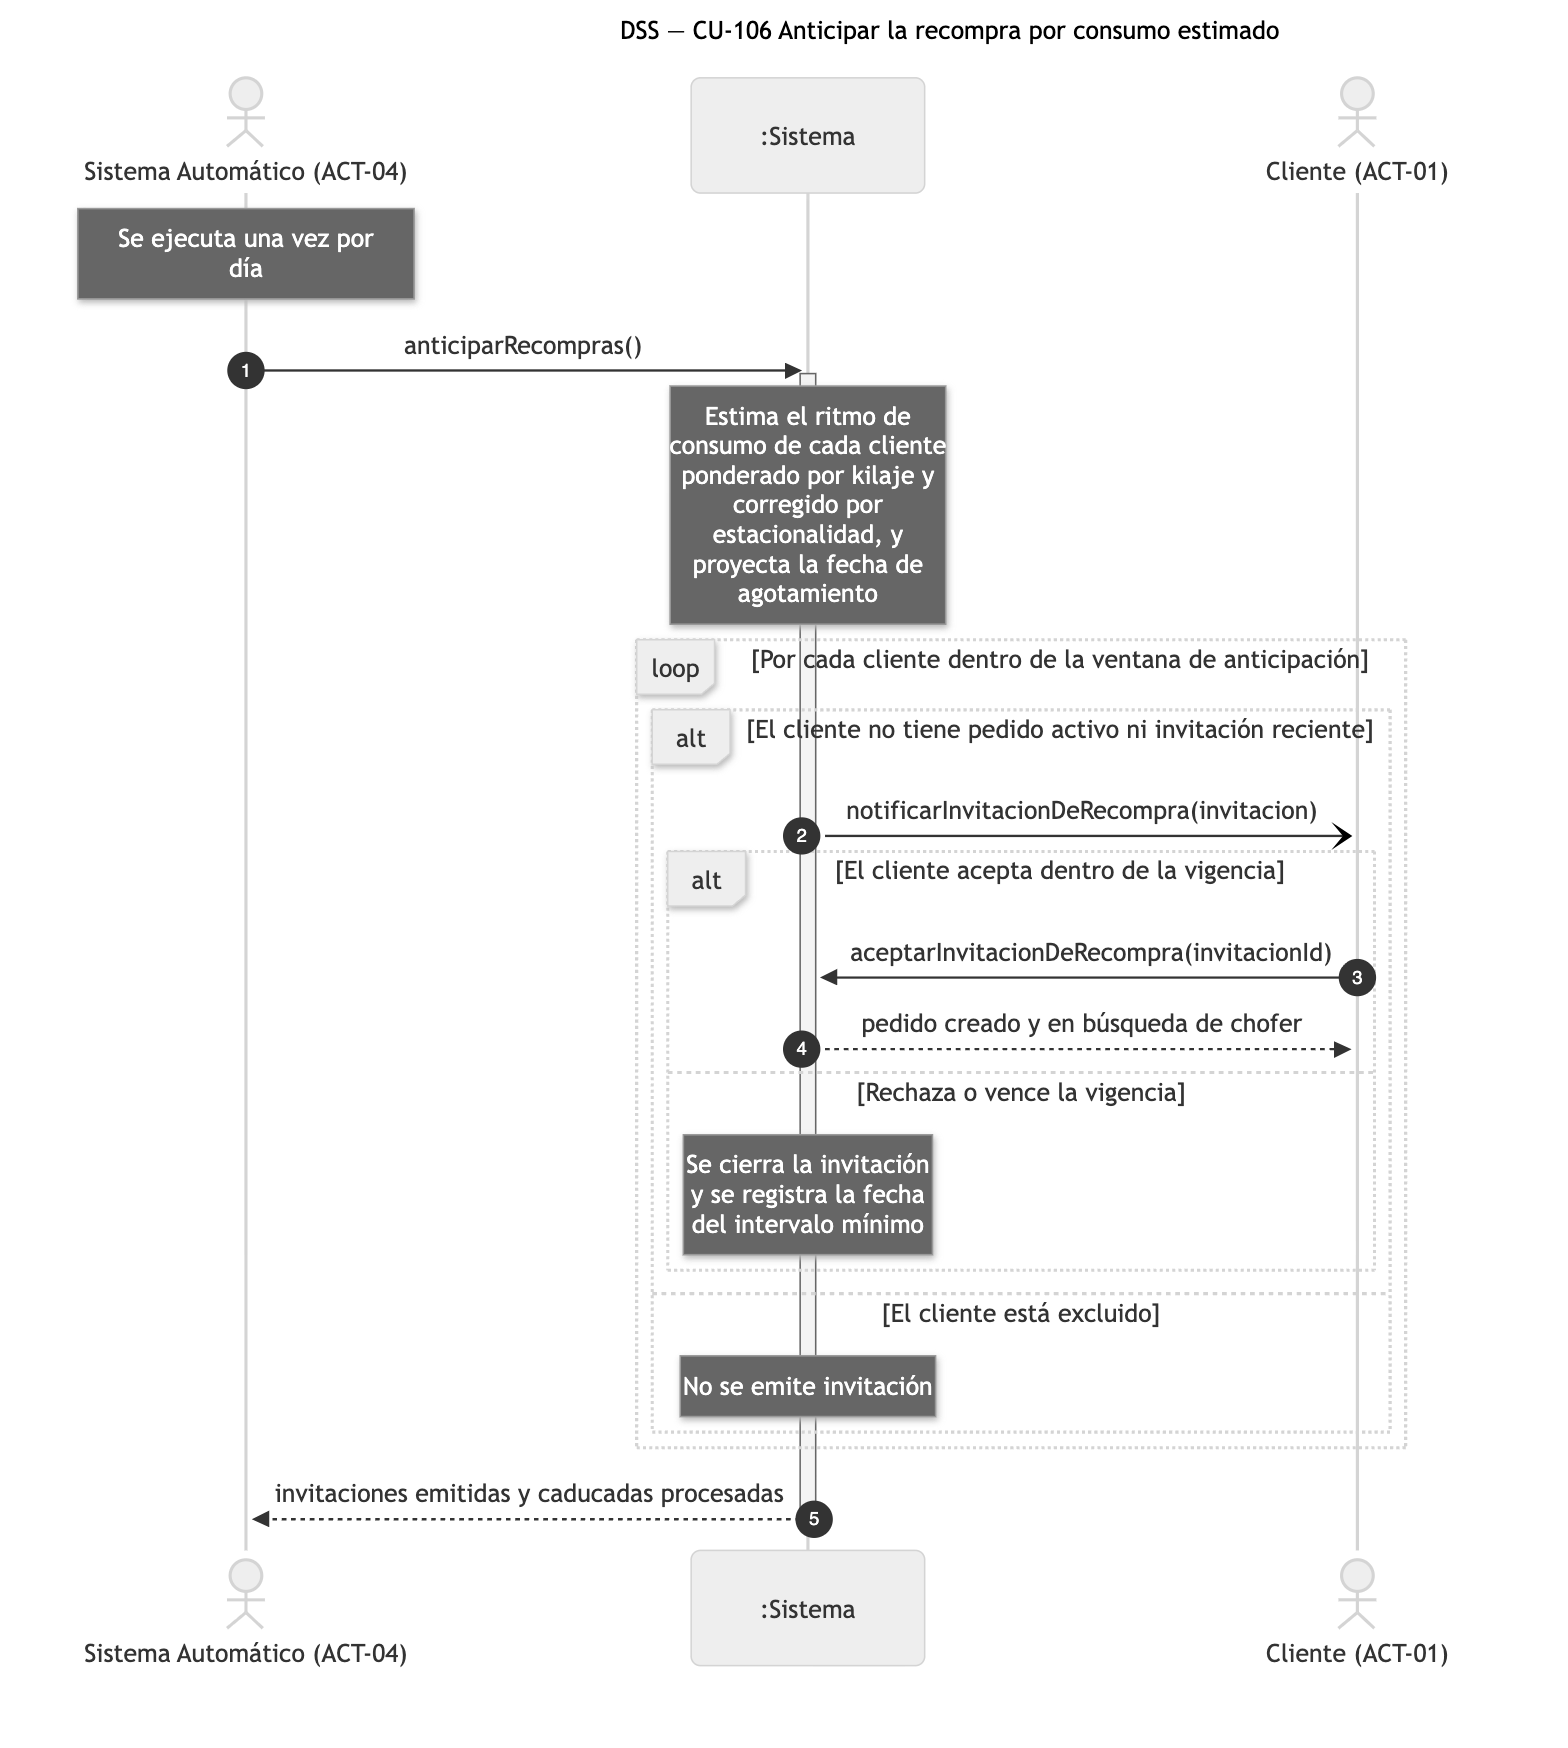 DSS — CU-106 Anticipar la recompra por consumo estimado
Sistema Automático (ACT-04)
:Sistema
Cliente (ACT-01)
Se ejecuta una vez por
día
anticiparRecompras()
1
Estima el ritmo de
consumo de cada cliente
ponderado por kilaje y
corregido por
estacionalidad, y
proyecta la fecha de
agotamiento
loop
[Por cada cliente dentro de la ventana de anticipación]
alt
[El cliente no tiene pedido activo ni invitación reciente]
notificarInvitacionDeRecompra(invitacion)
2
alt
[El cliente acepta dentro de la vigencia]
aceptarInvitacionDeRecompra(invitacionId)
3
pedido creado y en búsqueda de chofer
4
[Rechaza o vence la vigencia]
Se cierra la invitación
y se registra la fecha
del intervalo mínimo
[El cliente está excluido]
No se emite invitación
invitaciones emitidas y caducadas procesadas
5
Sistema Automático (ACT-04)
:Sistema
Cliente (ACT-01)